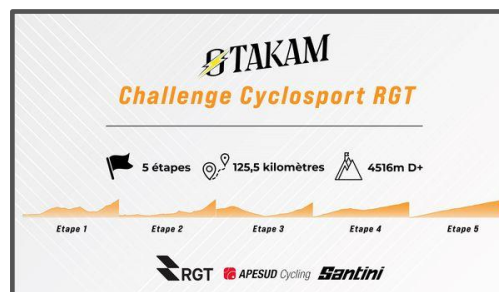 OTAKAM
Challenge Cyclosport RGT
5 étapes 125,5 kilomètres 4516m D+
Etape 1 Etape 2 Etape 3 Etape 4 Etape 5
RGT APESUD Cycling Santini